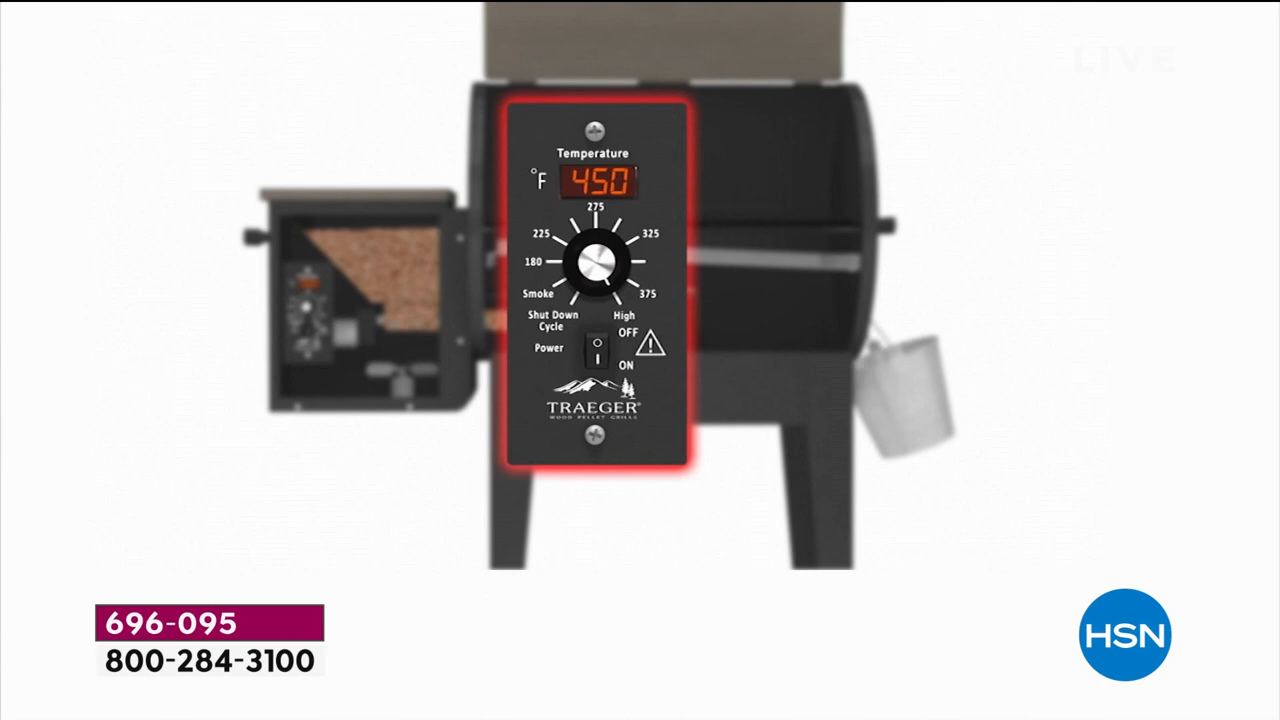 LIVE
Temperature
°F 450
275
225
325
180
Smoke
375
Shut Down
Cycle
High
OFF
Power
ON
TRAEGER®
WOOD PELLET GRILLS
696-095
800-284-3100
HSN